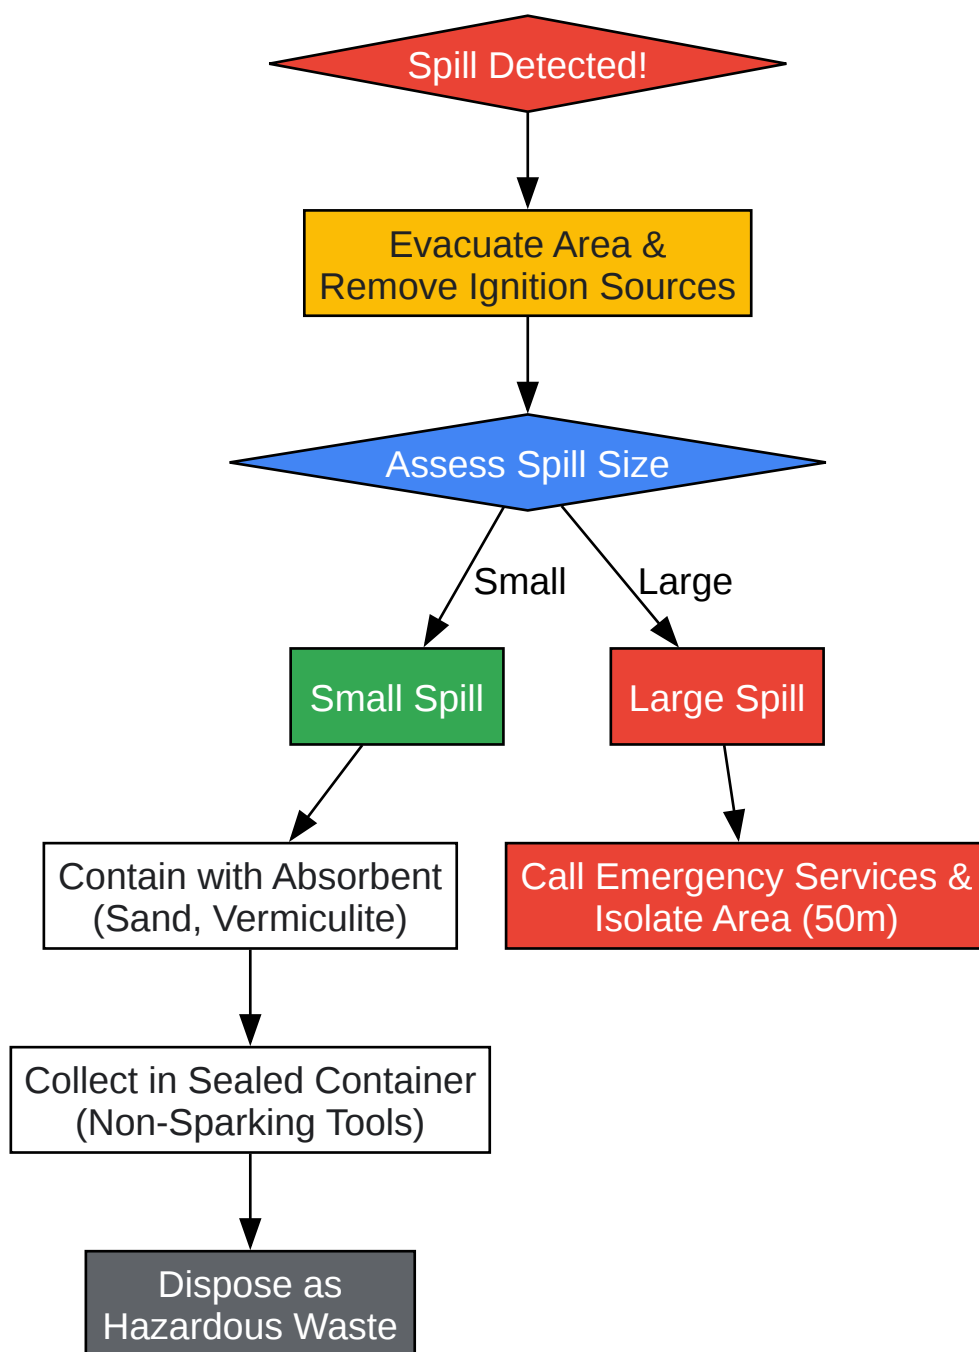 Spill Detected!
Evacuate Area &
Remove Ignition Sources
Assess Spill Size
Small
Large
Small Spill
Large Spill
Contain with Absorbent
(Sand, Vermiculite)
Call Emergency Services &
Isolate Area (50m)
Collect in Sealed Container
(Non-Sparking Tools)
Dispose as
Hazardous Waste